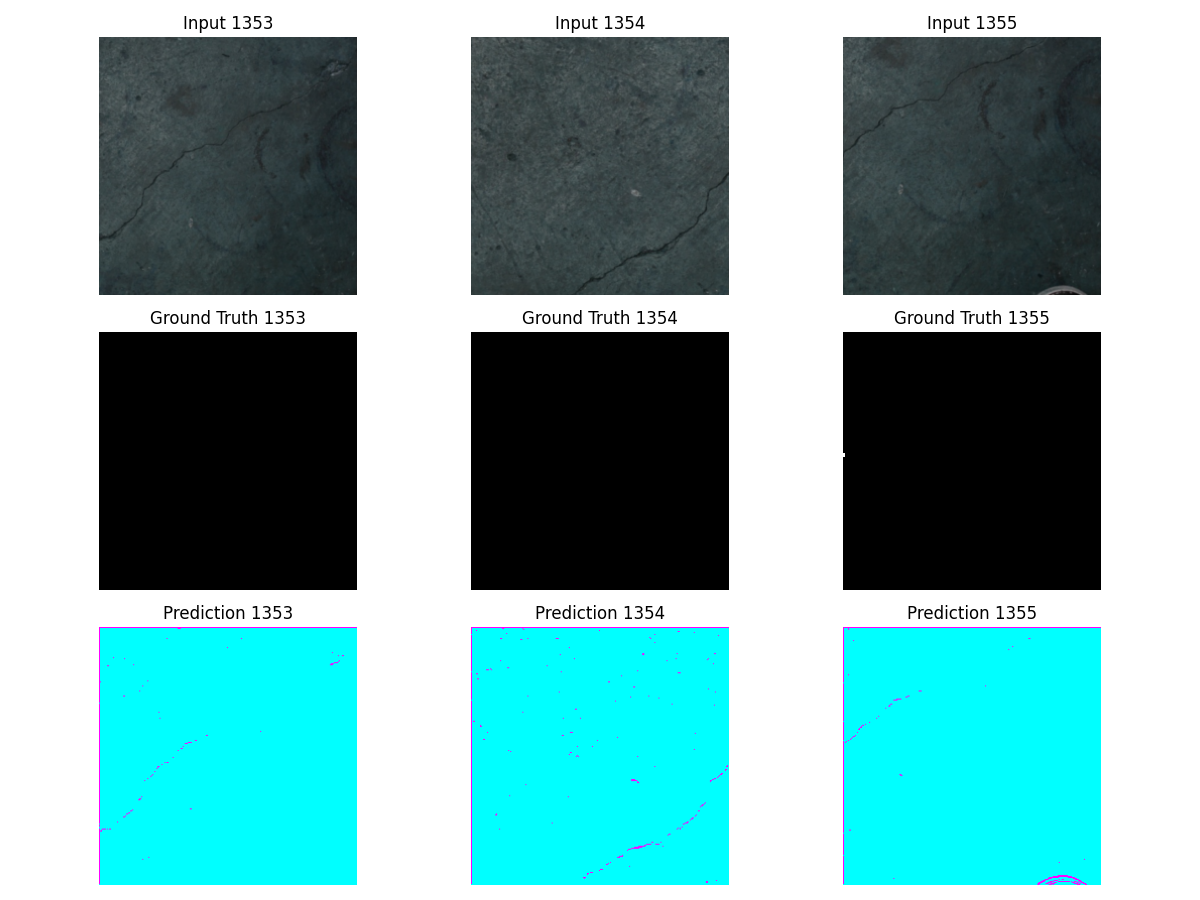 Input 1353
Input 1354
Input 1355
Ground Truth 1353
Ground Truth 1354
Ground Truth 1355
Prediction 1353
Prediction 1354
Prediction 1355